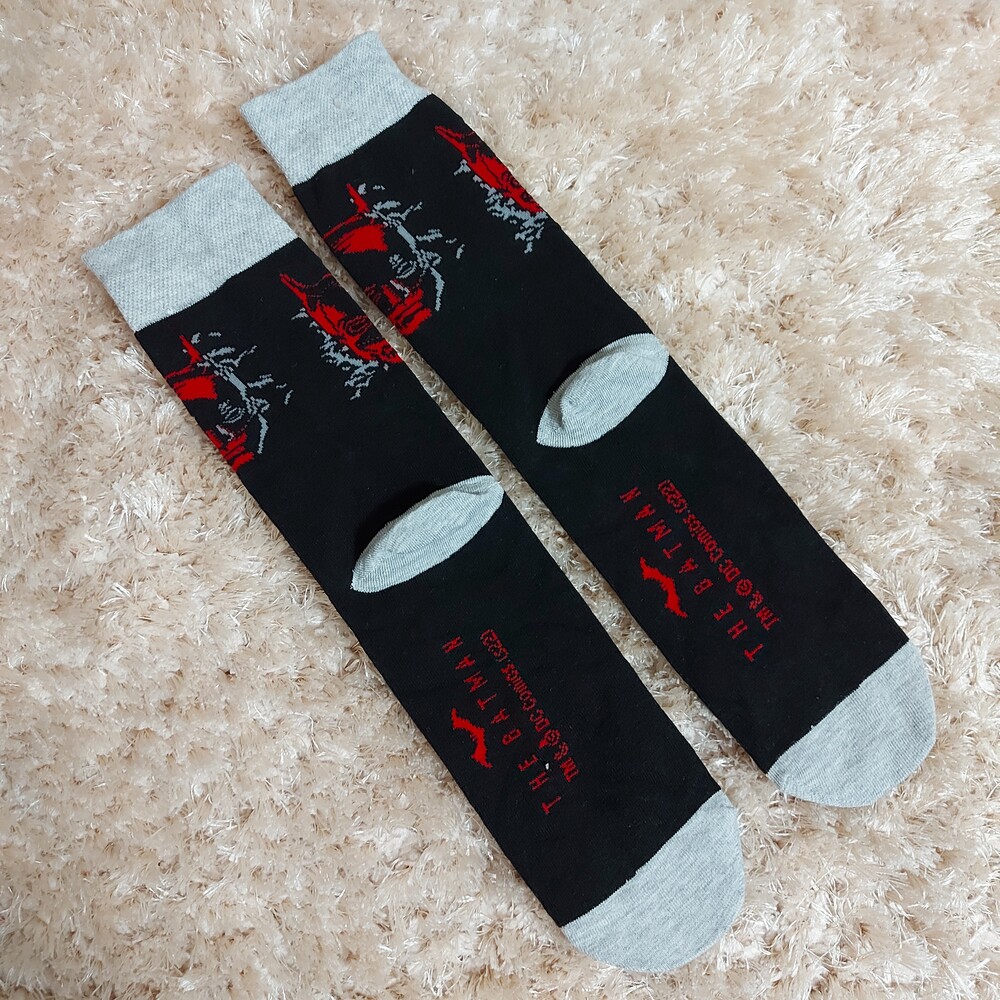 THE BATMAN
TM & © DC Comics. (S22)
THE BATMAN
TM & © DC Comics. (S22)